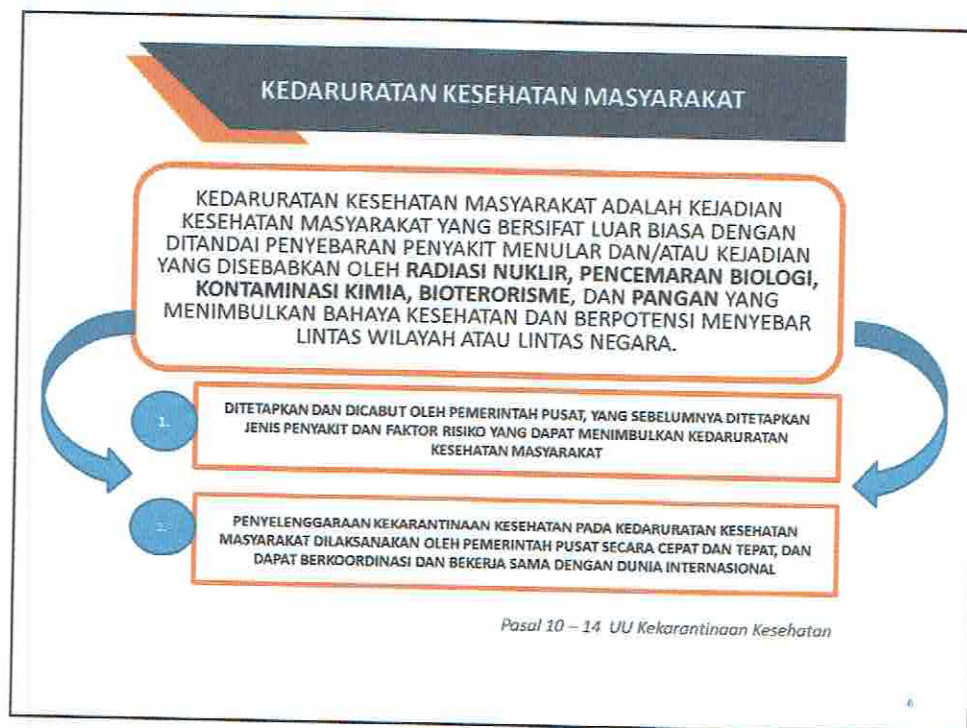 KEDARURATAN KESEHATAN MASYARAKAT
KEDARURATAN KESEHATAN MASYARAKAT ADALAH KEJADIAN
KESEHATAN MASYARAKAT YANG BERSIFAT LUAR BIASA DENGAN
DITANDAI PENYEBARAN PENYAKIT MENULAR DAN/ATAU KEJADIAN
YANG DISEBABKAN OLEH RADIASI NUKLIR, PENCEMARAN BIOLOGI,
KONTAMINASI KIMIA, BIOTERORISME, DAN PANGAN YANG
MENIMBULKAN BAHAYA KESEHATAN DAN BERPOTENSI MENYEBAR
LINTAS WILAYAH ATAU LINTAS NEGARA.
1.
DITETAPKAN DAN DICABUT OLEH PEMERINTAH PUSAT, YANG SEBELUMNYA DITETAPKAN
JENIS PENYAKIT DAN FAKTOR RISIKO YANG DAPAT MENIMBULKAN KEDARURATAN
KESEHATAN MASYARAKAT
2.
PENYELENGGARAAN KEKARANTINAAN KESEHATAN PADA KEDARURATAN KESEHATAN
MASYARAKAT DILAKSANAKAN OLEH PEMERINTAH PUSAT SECARA CEPAT DAN TEPAT, DAN
DAPAT BERKOORDINASI DAN BEKERJA SAMA DENGAN DUNIA INTERNASIONAL
Pasal 10 – 14 UU Kekarantinaan Kesehatan
6